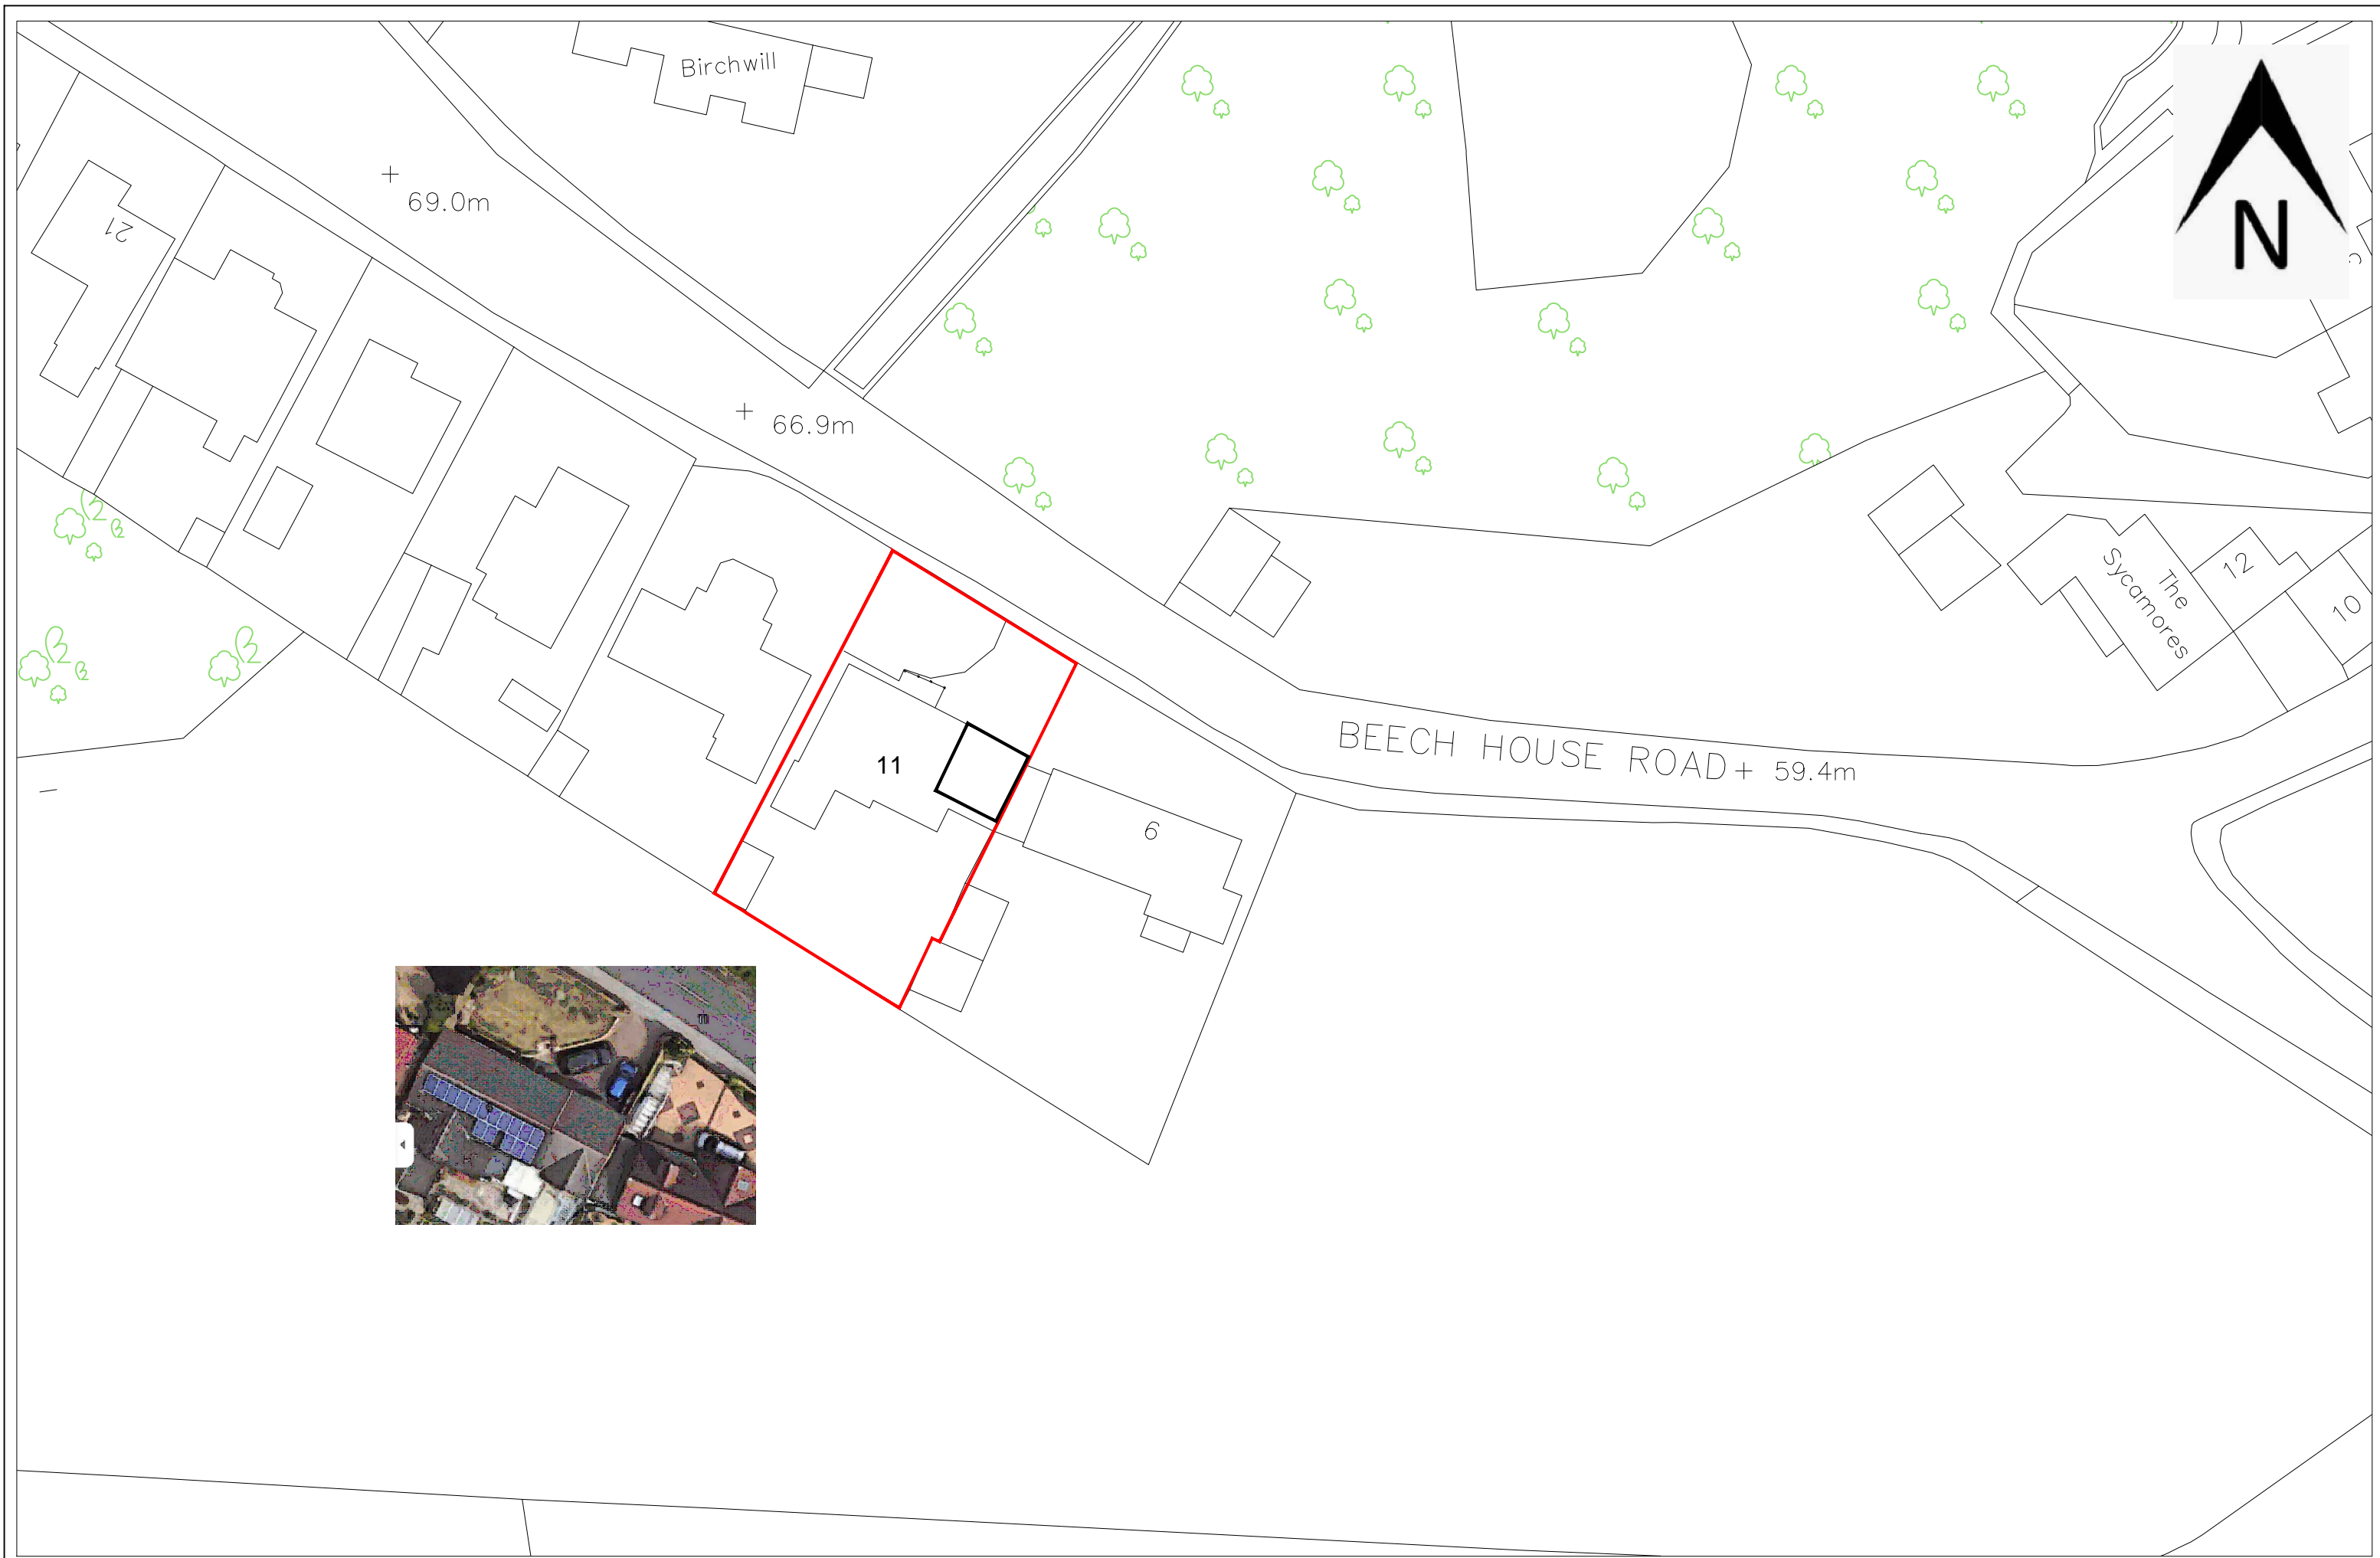 Birchwill
69.0m
21
N
66.9m
12
The
Sycamores
10
BEECH HOUSE ROAD
59.4m
11
6